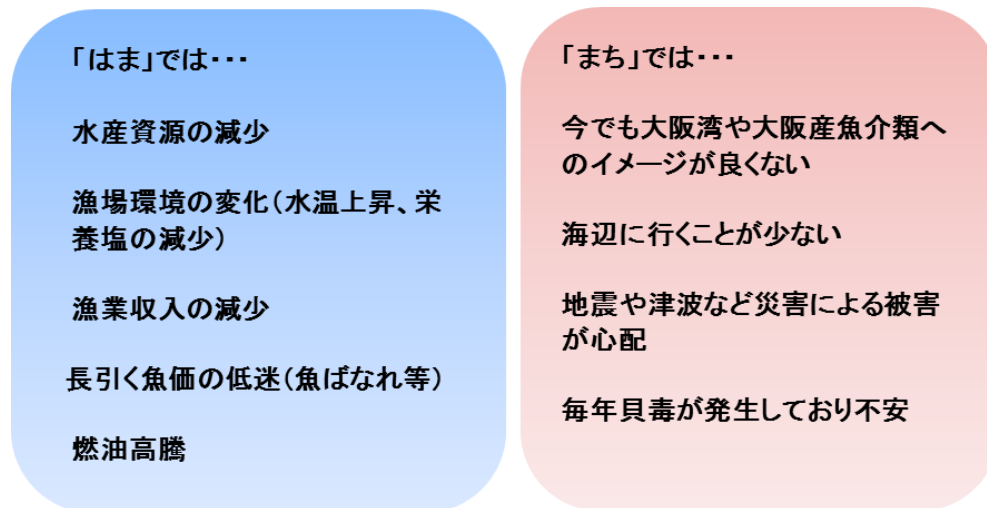 「はま」では・・・
水産資源の減少
漁場環境の変化(水温上昇、栄
養塩の減少)
漁業収入の減少
長引く魚価の低迷(魚ばなれ等)
燃油高騰
「まち」では・・・
今でも大阪湾や大阪産魚介類へ
のイメージが良くない
海辺に行くことが少ない
地震や津波など災害による被害
が心配
毎年貝毒が発生しており不安